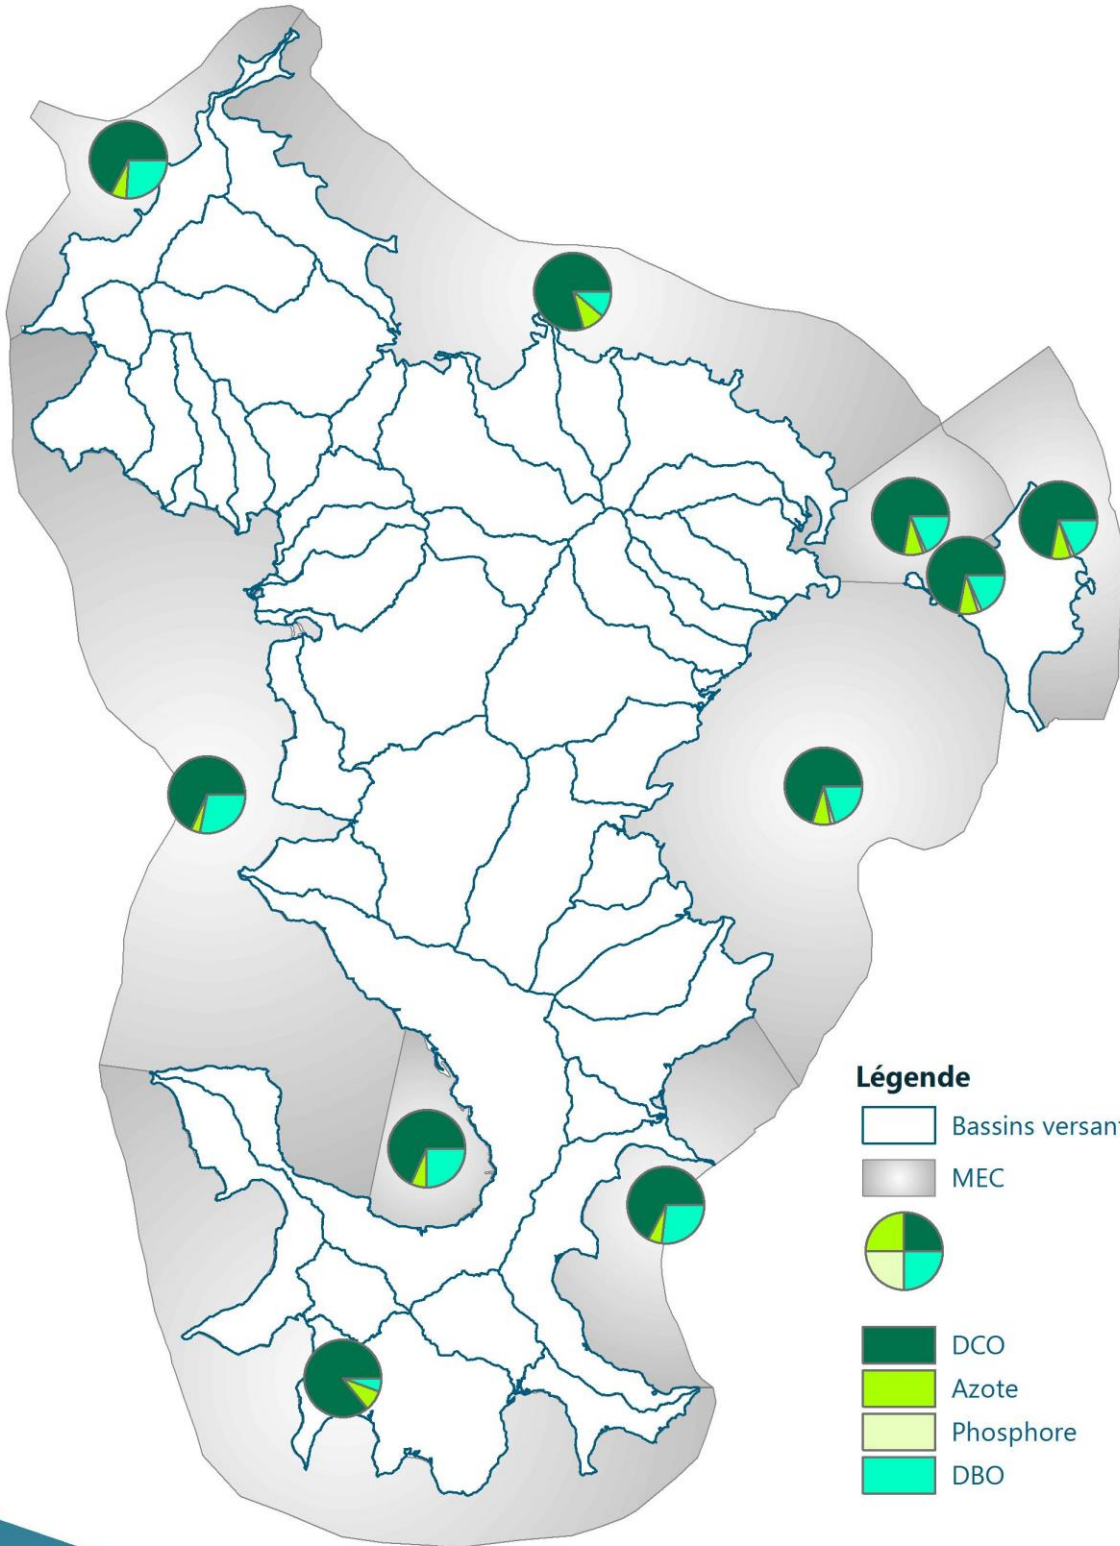 Légende
Bassins versant
MEC
DCO
Azote
Phosphore
DBO